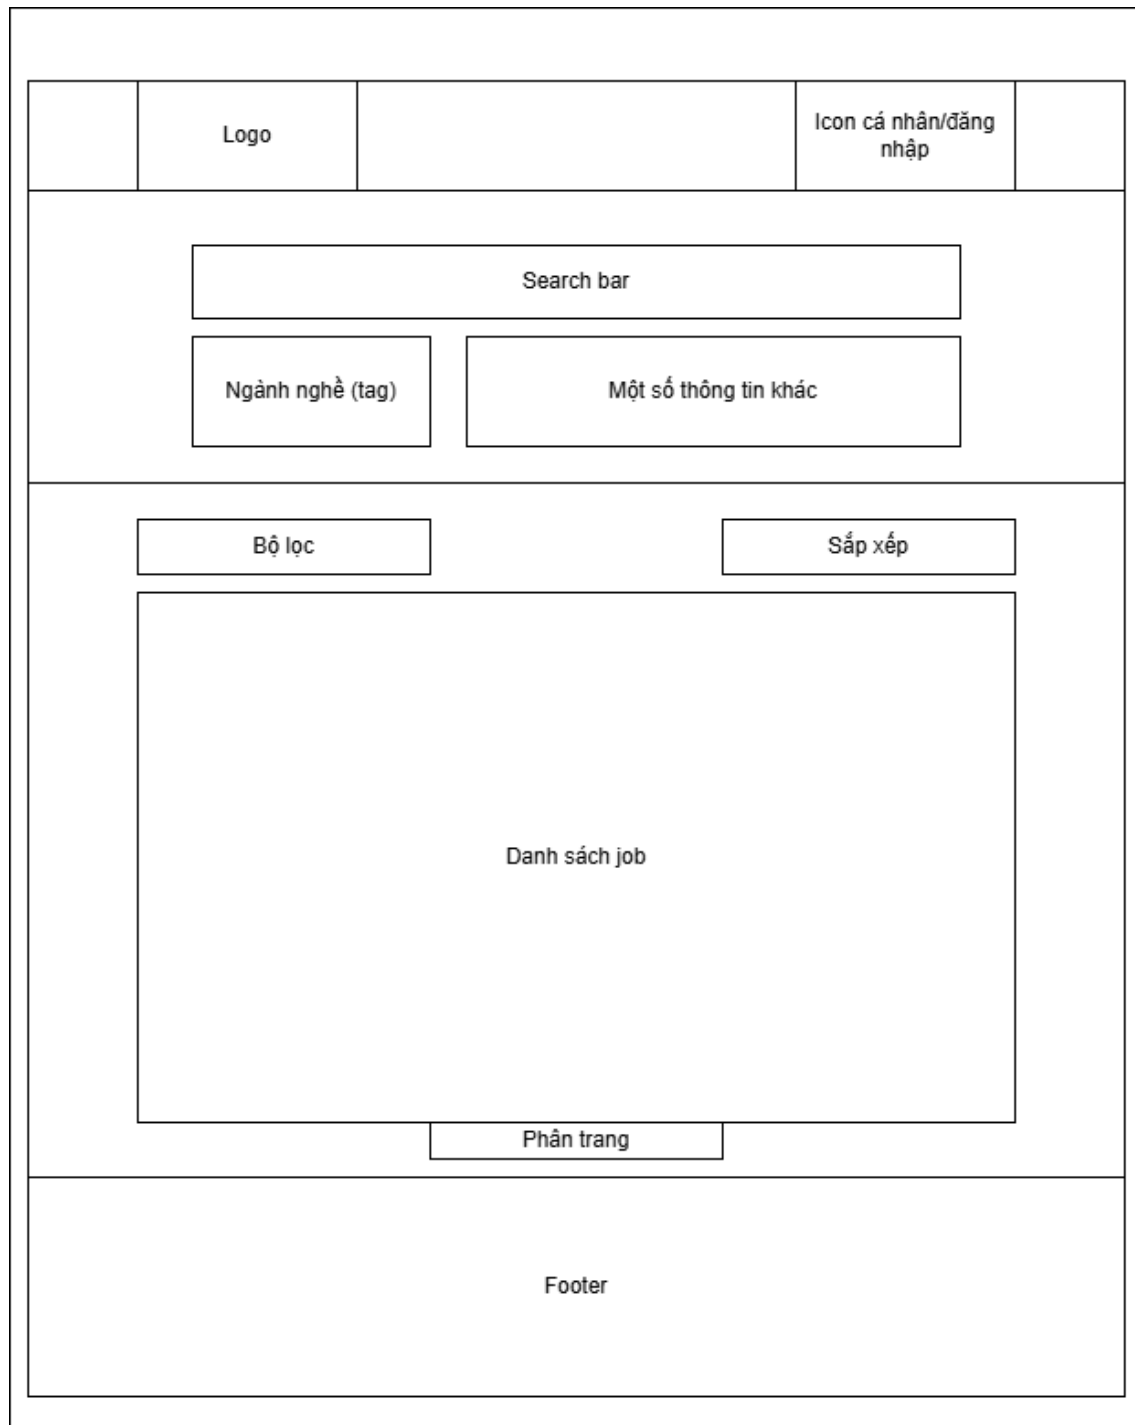 Logo
Icon cá nhân/đăng
nhập
Search bar
Ngành nghề (tag)
Một số thông tin khác
Bộ lọc
Sắp xếp
Danh sách job
Phân trang
Footer